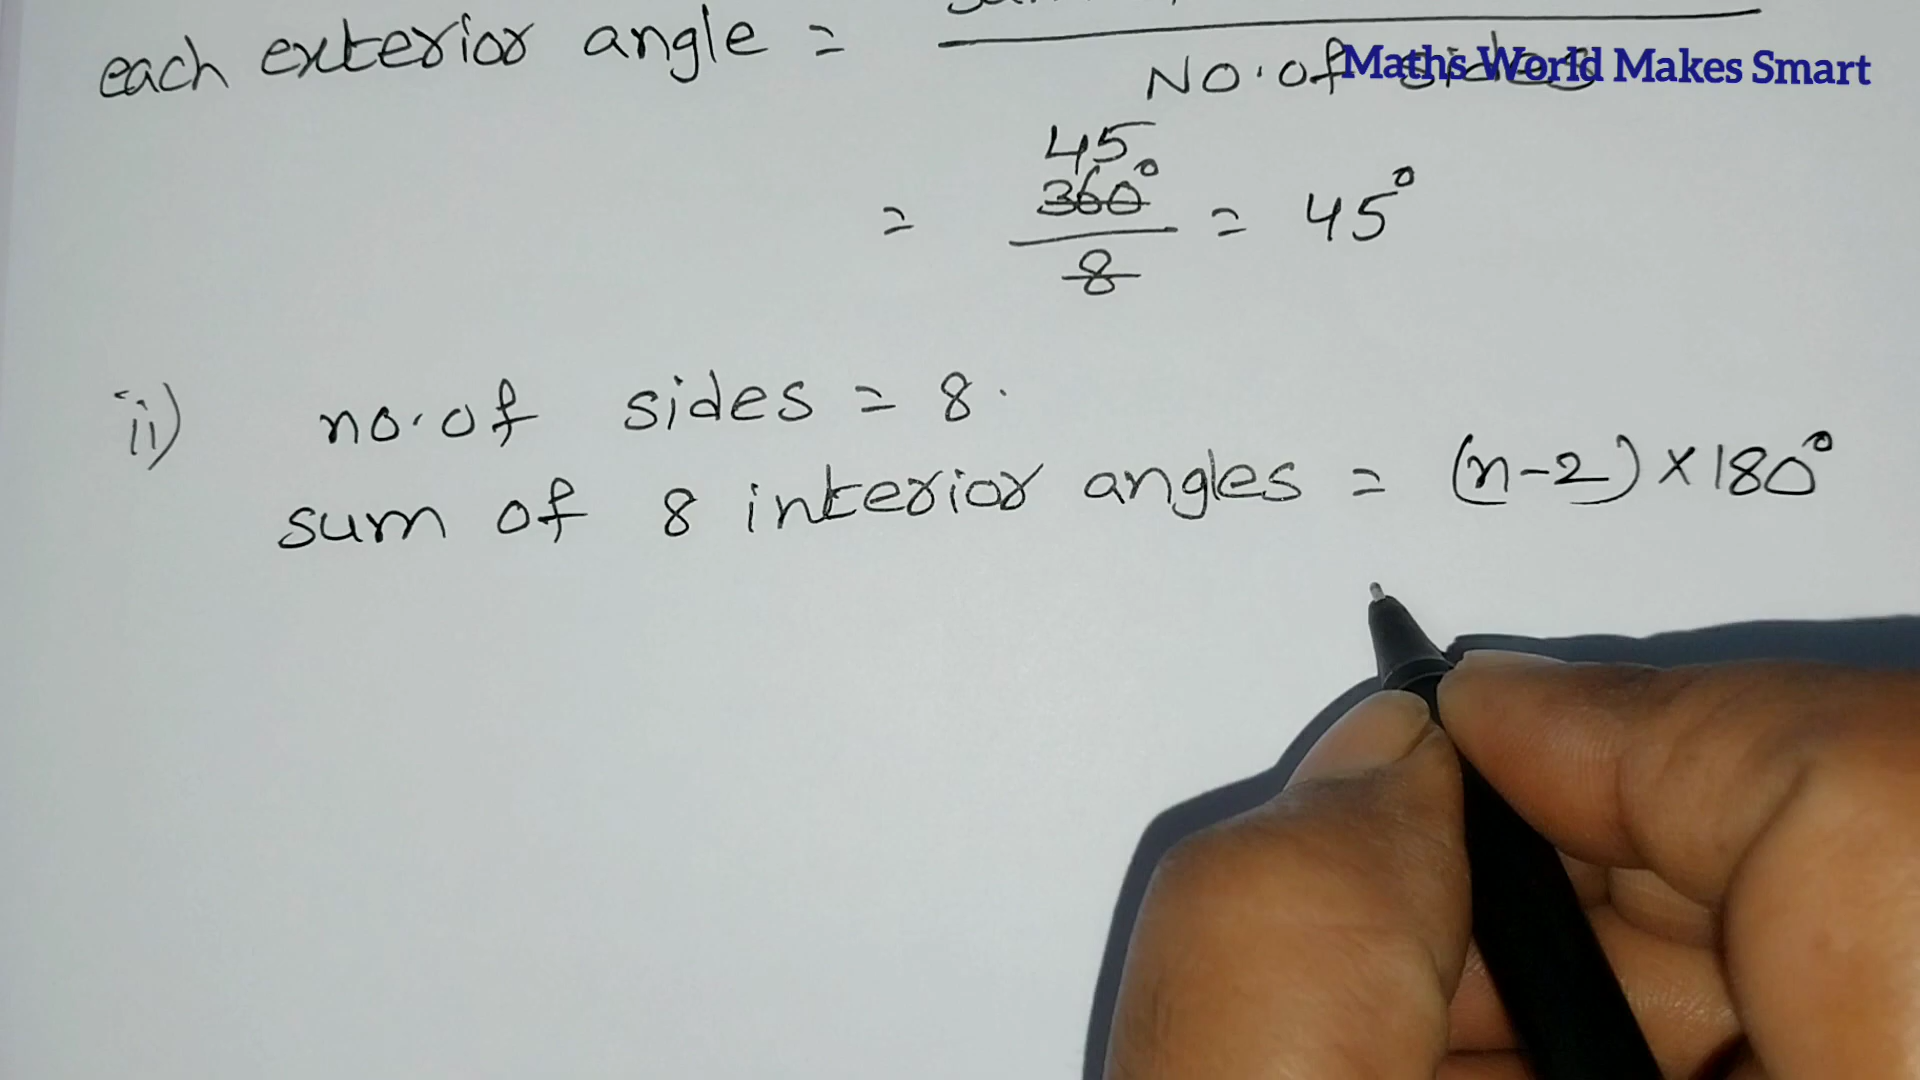 each exterior angle =
No. of sides
Maths World Makes Smart
45
= 360°/8 = 45°
ii) no. of sides = 8.
sum of 8 interior angles = (n-2) × 180°